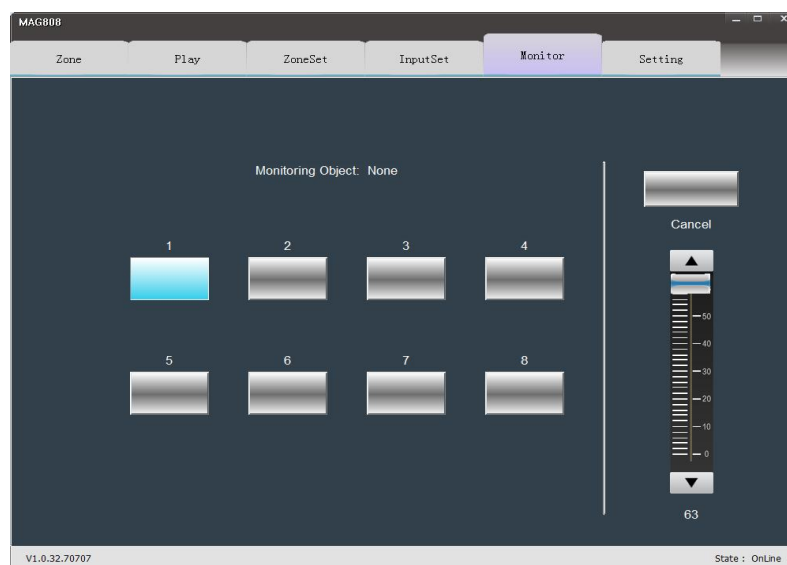 MAG808
Zone Play ZoneSet InputSet Monitor Setting
Monitoring Object: None
Cancel
1 2 3 4
50
40
30
5 6 7 8
20
10
0
63
V1.0.32.70707 State : OnLine